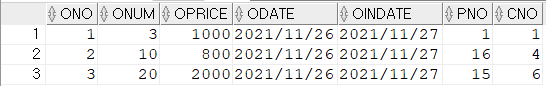 ONO ONUM OPRICE ODATE OINDATE PNO CNO
1 1 3 1000 2021/11/26 2021/11/27 1 1
2 2 10 800 2021/11/26 2021/11/27 16 4
3 3 20 2000 2021/11/26 2021/11/27 15 6